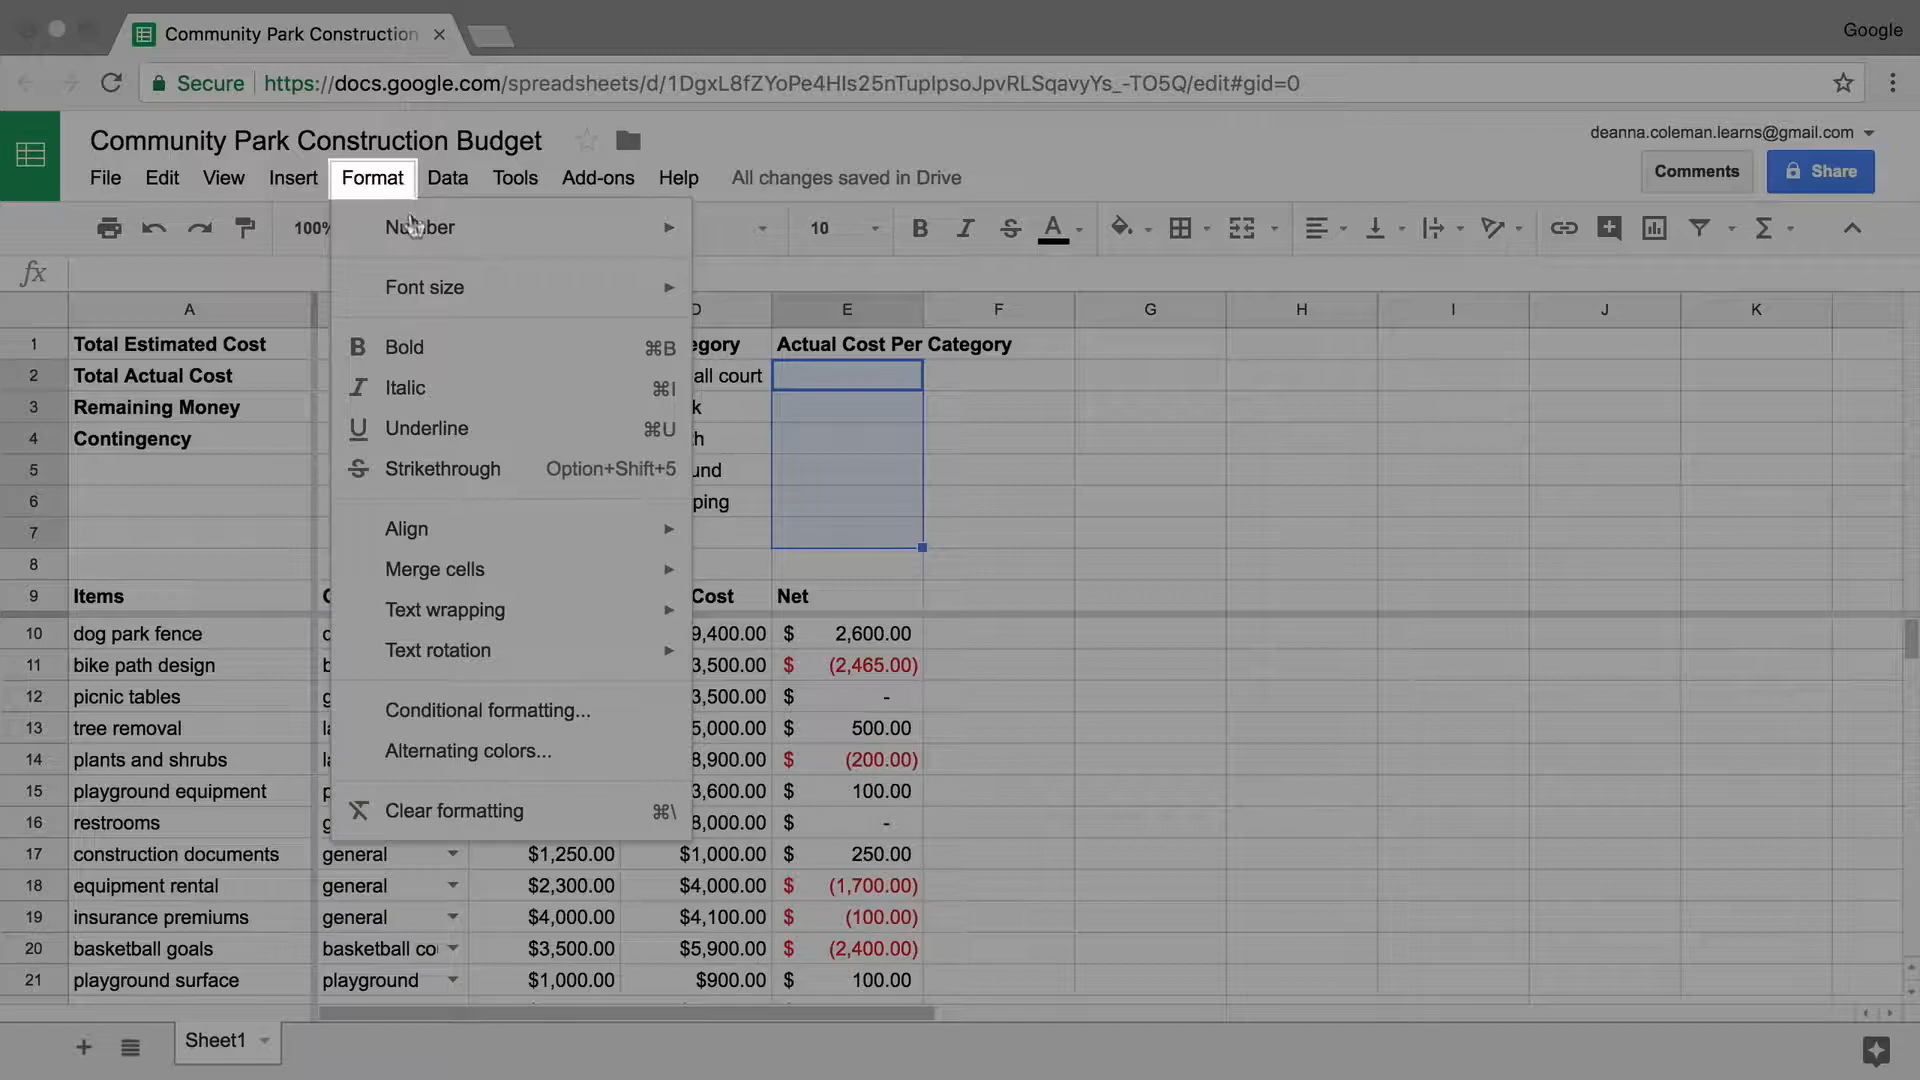 Community Park Construction
Google
Secure https://docs.google.com/spreadsheets/d/1DgxL8fZYoPe4HIs25nTupIpsoJpvRLSqavyYs_-TO5Q/edit#gid=0
Community Park Construction Budget
deanna.coleman.learns@gmail.com
File Edit View Insert Format Data Tools Add-ons Help All changes saved in Drive
Comments Share
100% 10
fx
Number
Font size
B Bold ⌘B
I Italic ⌘I
U Underline ⌘U
S Strikethrough Option+Shift+5
Align
Merge cells
Text wrapping
Text rotation
Conditional formatting...
Alternating colors...
Clear formatting ⌘\
A D E F G H I J K
1 Total Estimated Cost egory Actual Cost Per Category
2 Total Actual Cost all court
3 Remaining Money k
4 Contingency h
5 und
6 ping
7
8
9 Items Cost Net
10 dog park fence 9,400.00 $ 2,600.00
11 bike path design b 3,500.00 $ (2,465.00)
12 picnic tables g 3,500.00 $ -
13 tree removal la 5,000.00 $ 500.00
14 plants and shrubs la 8,900.00 $ (200.00)
15 playground equipment p 3,600.00 $ 100.00
16 restrooms g 8,000.00 $ -
17 construction documents general $1,250.00 $1,000.00 $ 250.00
18 equipment rental general $2,300.00 $4,000.00 $ (1,700.00)
19 insurance premiums general $4,000.00 $4,100.00 $ (100.00)
20 basketball goals basketball co $3,500.00 $5,900.00 $ (2,400.00)
21 playground surface playground $1,000.00 $900.00 $ 100.00
Sheet1